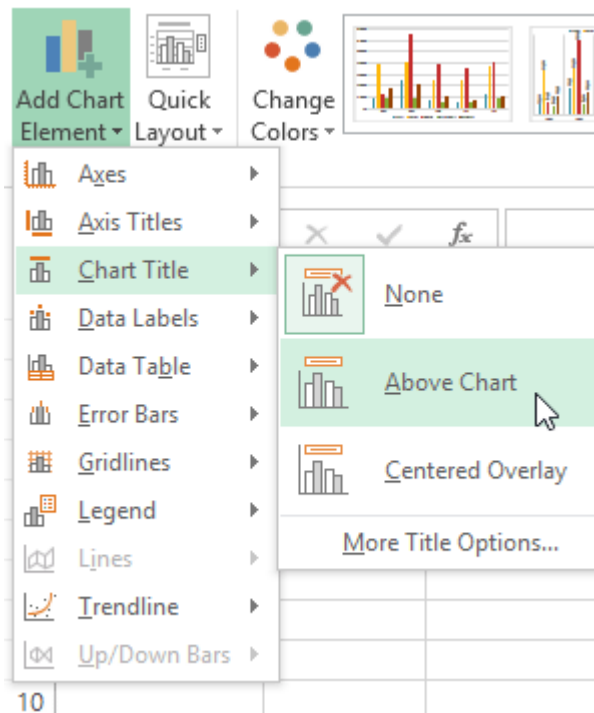 Add Chart
Element
Quick
Layout
Change
Colors
Axes
Axis Titles
Chart Title
Data Labels
Data Table
Error Bars
Gridlines
Legend
Lines
Trendline
Up/Down Bars
fx
None
Above Chart
Centered Overlay
More Title Options...
10